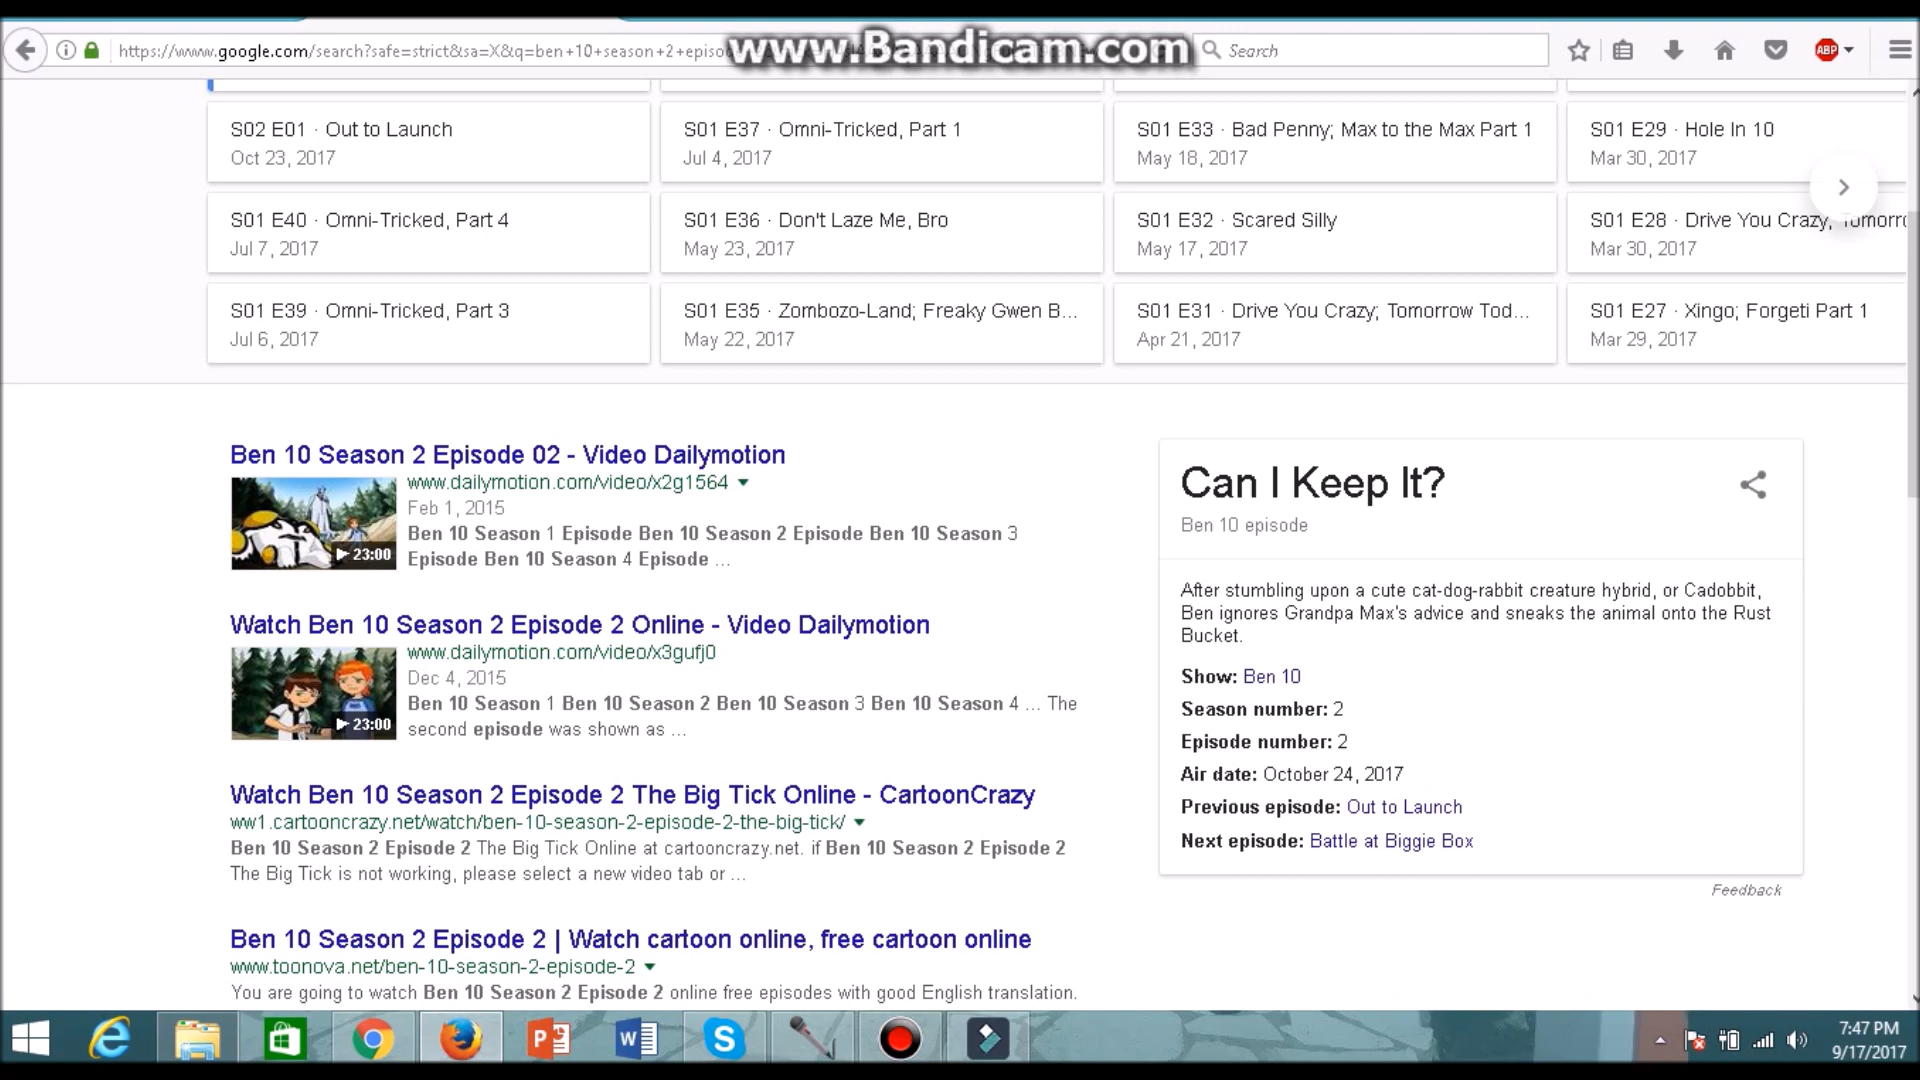 https://www.google.com/search?safe=strict&sa=X&q=ben+10+season+2+episo
www.Bandicam.com
Search
ABP
S02 E01 · Out to Launch
Oct 23, 2017
S01 E37 · Omni-Tricked, Part 1
Jul 4, 2017
S01 E33 · Bad Penny; Max to the Max Part 1
May 18, 2017
S01 E29 · Hole In 10
Mar 30, 2017
S01 E40 · Omni-Tricked, Part 4
Jul 7, 2017
S01 E36 · Don't Laze Me, Bro
May 23, 2017
S01 E32 · Scared Silly
May 17, 2017
S01 E28 · Drive You Crazy, Tomorro
Mar 30, 2017
S01 E39 · Omni-Tricked, Part 3
Jul 6, 2017
S01 E35 · Zombozo-Land; Freaky Gwen B...
May 22, 2017
S01 E31 · Drive You Crazy; Tomorrow Tod...
Apr 21, 2017
S01 E27 · Xingo; Forgeti Part 1
Mar 29, 2017
Ben 10 Season 2 Episode 02 - Video Dailymotion
www.dailymotion.com/video/x2g1564
Feb 1, 2015
Ben 10 Season 1 Episode Ben 10 Season 2 Episode Ben 10 Season 3
Episode Ben 10 Season 4 Episode ...
23:00
Watch Ben 10 Season 2 Episode 2 Online - Video Dailymotion
www.dailymotion.com/video/x3gufj0
Dec 4, 2015
Ben 10 Season 1 Ben 10 Season 2 Ben 10 Season 3 Ben 10 Season 4 ... The
second episode was shown as ...
23:00
Watch Ben 10 Season 2 Episode 2 The Big Tick Online - CartoonCrazy
ww1.cartooncrazy.net/watch/ben-10-season-2-episode-2-the-big-tick/
Ben 10 Season 2 Episode 2 The Big Tick Online at cartooncrazy.net. if Ben 10 Season 2 Episode 2
The Big Tick is not working, please select a new video tab or ...
Ben 10 Season 2 Episode 2 | Watch cartoon online, free cartoon online
www.toonova.net/ben-10-season-2-episode-2
You are going to watch Ben 10 Season 2 Episode 2 online free episodes with good English translation.
Can I Keep It?
Ben 10 episode
After stumbling upon a cute cat-dog-rabbit creature hybrid, or Cadobbit,
Ben ignores Grandpa Max's advice and sneaks the animal onto the Rust
Bucket.
Show: Ben 10
Season number: 2
Episode number: 2
Air date: October 24, 2017
Previous episode: Out to Launch
Next episode: Battle at Biggie Box
Feedback
7:47 PM
9/17/2017